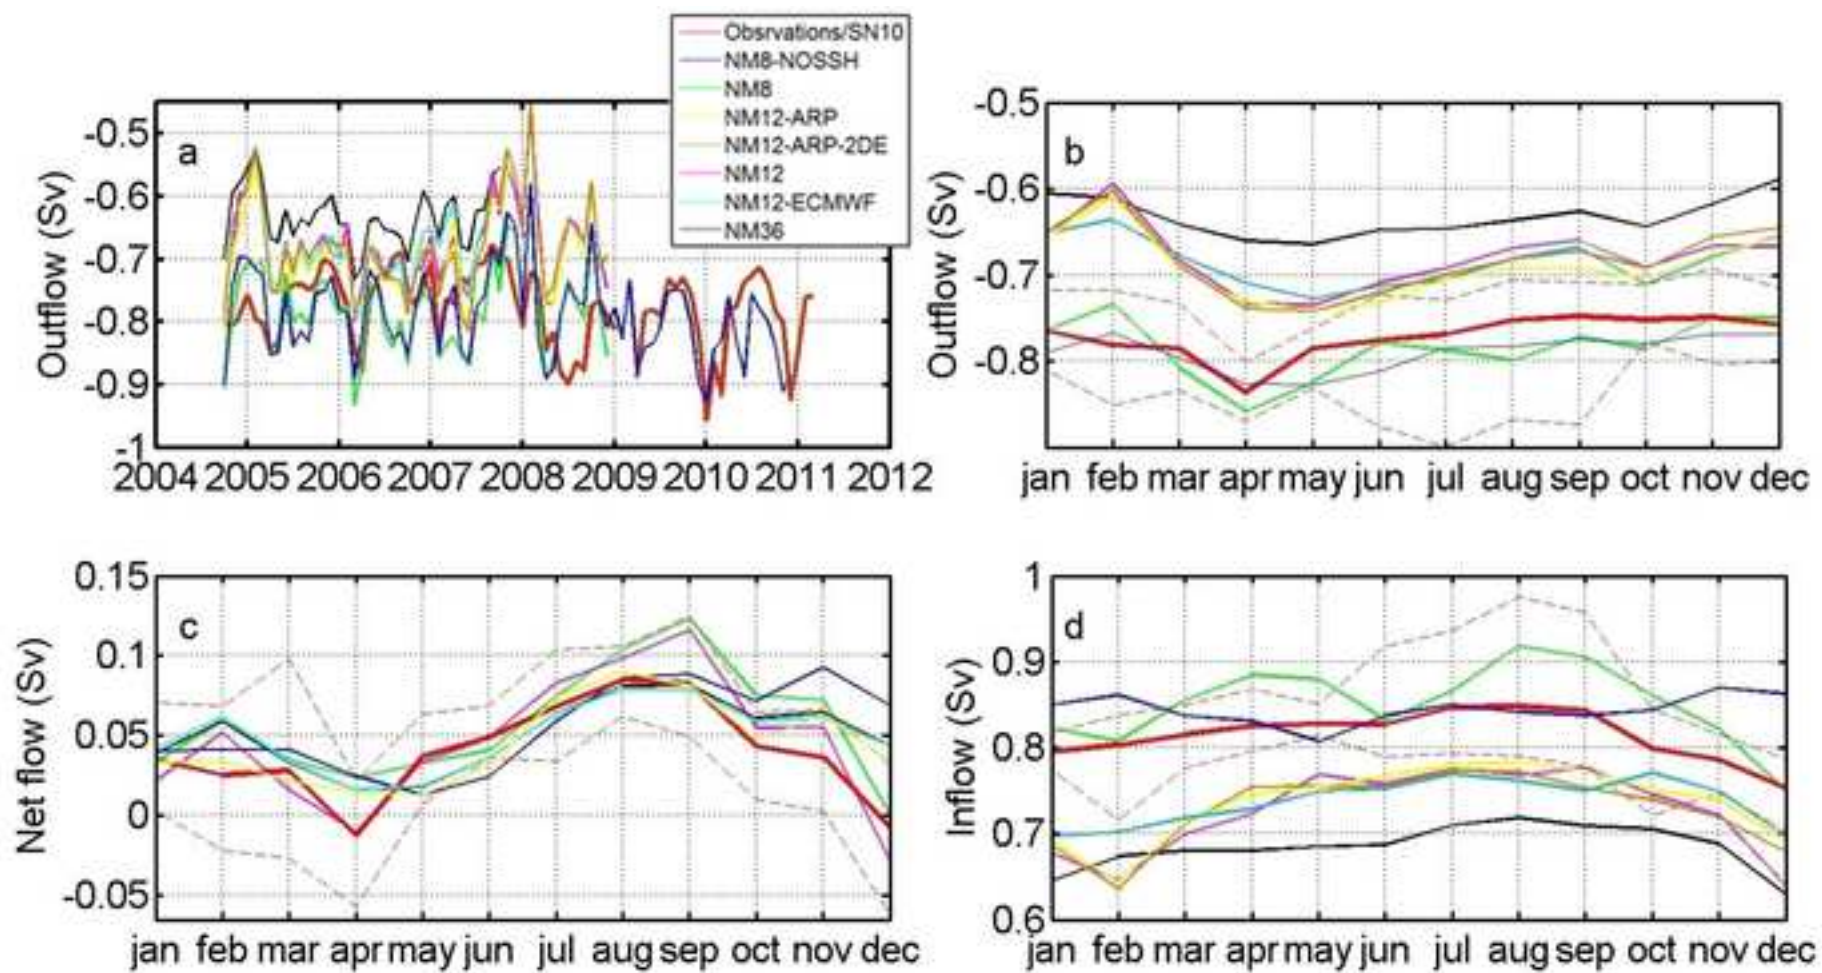 Obsrvations/SN10
NM8-NOSSH
NM8
NM12-ARP
NM12-ARP-2DE
NM12
NM12-ECMWF
NM36
a
Outflow (Sv)
-0.5
-0.6
-0.7
-0.8
-0.9
-1
2004 2005 2006 2007 2008 2009 2010 2011 2012
b
Outflow (Sv)
-0.5
-0.6
-0.7
-0.8
jan feb mar apr may jun jul aug sep oct nov dec
c
Net flow (Sv)
0.15
0.1
0.05
0
-0.05
jan feb mar apr may jun jul aug sep oct nov dec
d
Inflow (Sv)
1
0.9
0.8
0.7
0.6
jan feb mar apr may jun jul aug sep oct nov dec